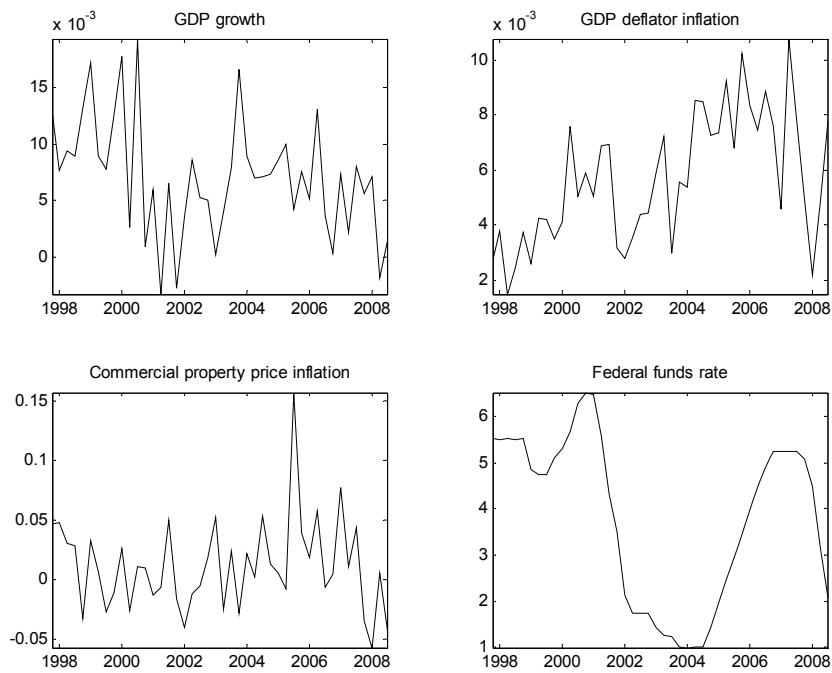 GDP growth
x 10^-3
15
10
5
0
1998 2000 2002 2004 2006 2008
GDP deflator inflation
x 10^-3
10
8
6
4
2
1998 2000 2002 2004 2006 2008
Commercial property price inflation
0.15
0.1
0.05
0
-0.05
1998 2000 2002 2004 2006 2008
Federal funds rate
6
5
4
3
2
1
1998 2000 2002 2004 2006 2008